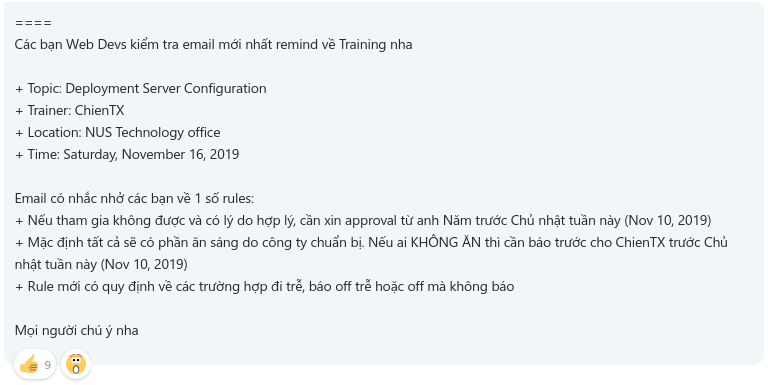 ====
Các bạn Web Devs kiểm tra email mới nhất remind về Training nha
+ Topic: Deployment Server Configuration
+ Trainer: ChienTX
+ Location: NUS Technology office
+ Time: Saturday, November 16, 2019
Email có nhắc nhở các bạn về 1 số rules:
+ Nếu tham gia không được và có lý do hợp lý, cần xin approval từ anh Năm trước Chủ nhật tuần này (Nov 10, 2019)
+ Mặc định tất cả sẽ có phần ăn sáng do công ty chuẩn bị. Nếu ai KHÔNG ĂN thì cần báo trước cho ChienTX trước Chủ
nhật tuần này (Nov 10, 2019)
+ Rule mới có quy định về các trường hợp đi trễ, báo off trễ hoặc off mà không báo
Mọi người chú ý nha
9